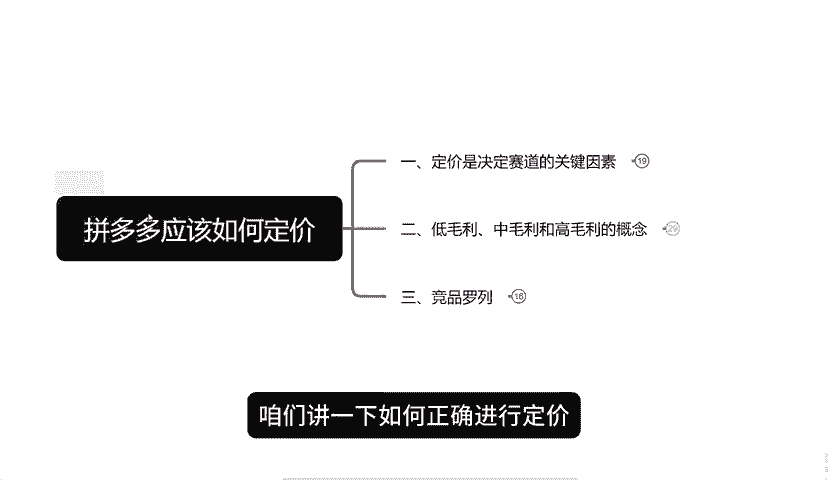 一、定价是决定赛道的关键因素 19
拼多多应该如何定价
二、低毛利、中毛利和高毛利的概念 29
三、竞品罗列 16
咱们讲一下如何正确进行定价